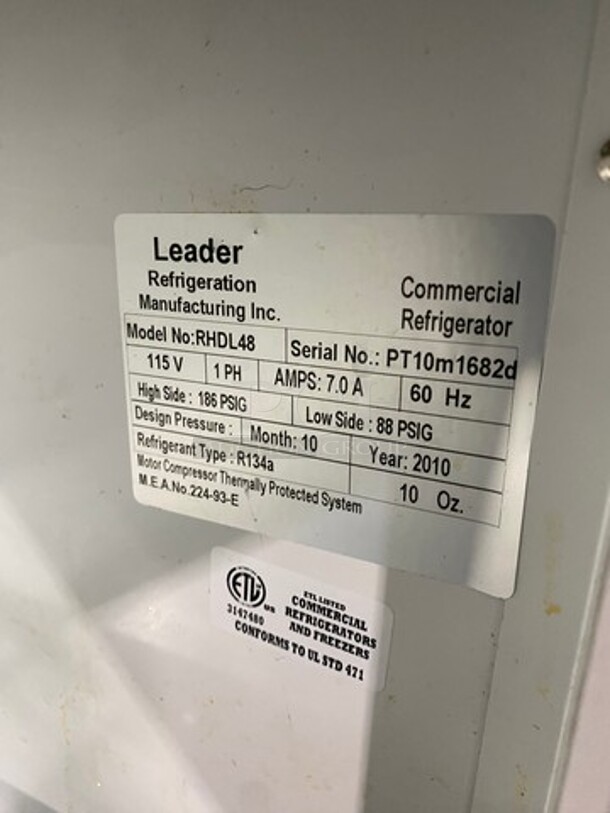 Leader
Refrigeration
Manufacturing Inc.
Commercial
Refrigerator
Model No:RHDL48 Serial No.: PT10m1682d
115 V 1 PH AMPS: 7.0 A 60 Hz
High Side : 186 PSIG Low Side : 88 PSIG
Design Pressure : Month: 10 Year: 2010
Refrigerant Type : R134a 10 Oz.
Motor Compressor Thermally Protected System
M.E.A.No.224-93-E
ETL
us
3147480
ETL LISTED
COMMERCIAL
REFRIGERATORS
AND FREEZERS
CONFORMS TO UL STD 471